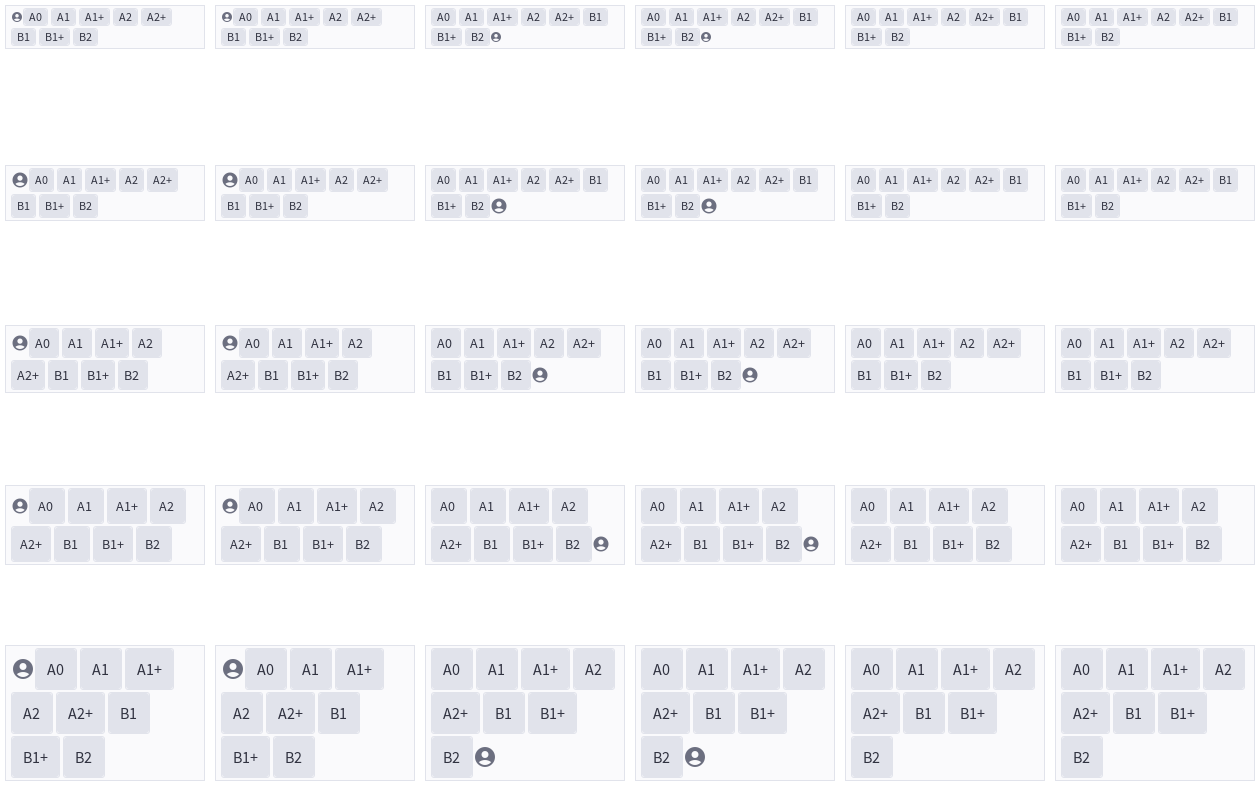 A0 A1 A1+ A2 A2+ A0 A1 A1+ A2 A2+ A0 A1 A1+ A2 A2+ B1 A0 A1 A1+ A2 A2+ B1 A0 A1 A1+ A2 A2+ B1 A0 A1 A1+ A2 A2+ B1
B1 B1+ B2 B1 B1+ B2 B1+ B2 B1+ B2 B1+ B2 B1+ B2
A0 A1 A1+ A2 A2+ A0 A1 A1+ A2 A2+ A0 A1 A1+ A2 A2+ B1 A0 A1 A1+ A2 A2+ B1 A0 A1 A1+ A2 A2+ B1 A0 A1 A1+ A2 A2+ B1
B1 B1+ B2 B1 B1+ B2 B1+ B2 B1+ B2 B1+ B2 B1+ B2
A0 A1 A1+ A2 A0 A1 A1+ A2 A0 A1 A1+ A2 A2+ A0 A1 A1+ A2 A2+ A0 A1 A1+ A2 A2+ A0 A1 A1+ A2 A2+
A2+ B1 B1+ B2 A2+ B1 B1+ B2 B1 B1+ B2 B1 B1+ B2 B1 B1+ B2 B1 B1+ B2
A0 A1 A1+ A2 A0 A1 A1+ A2 A0 A1 A1+ A2 A0 A1 A1+ A2 A0 A1 A1+ A2 A0 A1 A1+ A2
A2+ B1 B1+ B2 A2+ B1 B1+ B2 A2+ B1 B1+ B2 A2+ B1 B1+ B2 A2+ B1 B1+ B2 A2+ B1 B1+ B2
A0 A1 A1+ A0 A1 A1+ A0 A1 A1+ A2 A0 A1 A1+ A2 A0 A1 A1+ A2 A0 A1 A1+ A2
A2 A2+ B1 A2 A2+ B1 A2+ B1 B1+ A2+ B1 B1+ A2+ B1 B1+ A2+ B1 B1+
B1+ B2 B1+ B2 B2 B2 B2 B2